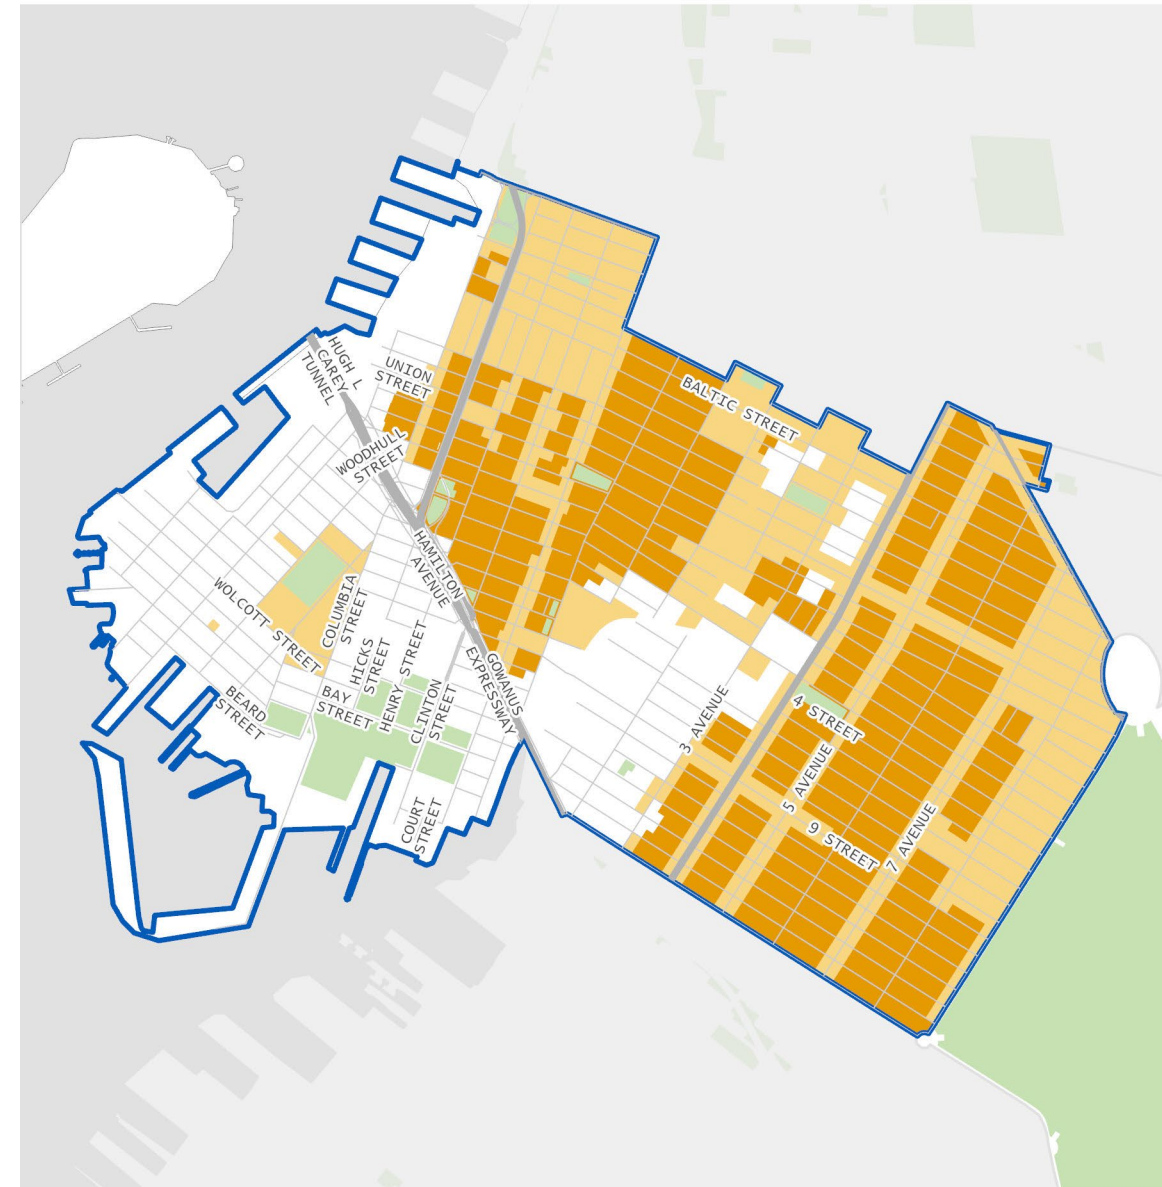 HUGH L
CAREY
TUNNEL
UNION
STREET
BALTIC STREET
WOODHULL
STREET
HAMILTON
AVENUE
WOLCOTT STREET
COLUMBIA
STREET
HICKS
STREET
HENRY STREET
BAY
STREET
BEARD
STREET
CLINTON
STREET
GOWANUS
EXPRESSWAY
3 AVENUE
4 STREET
5 AVENUE
9 STREET
7 AVENUE
COURT
STREET